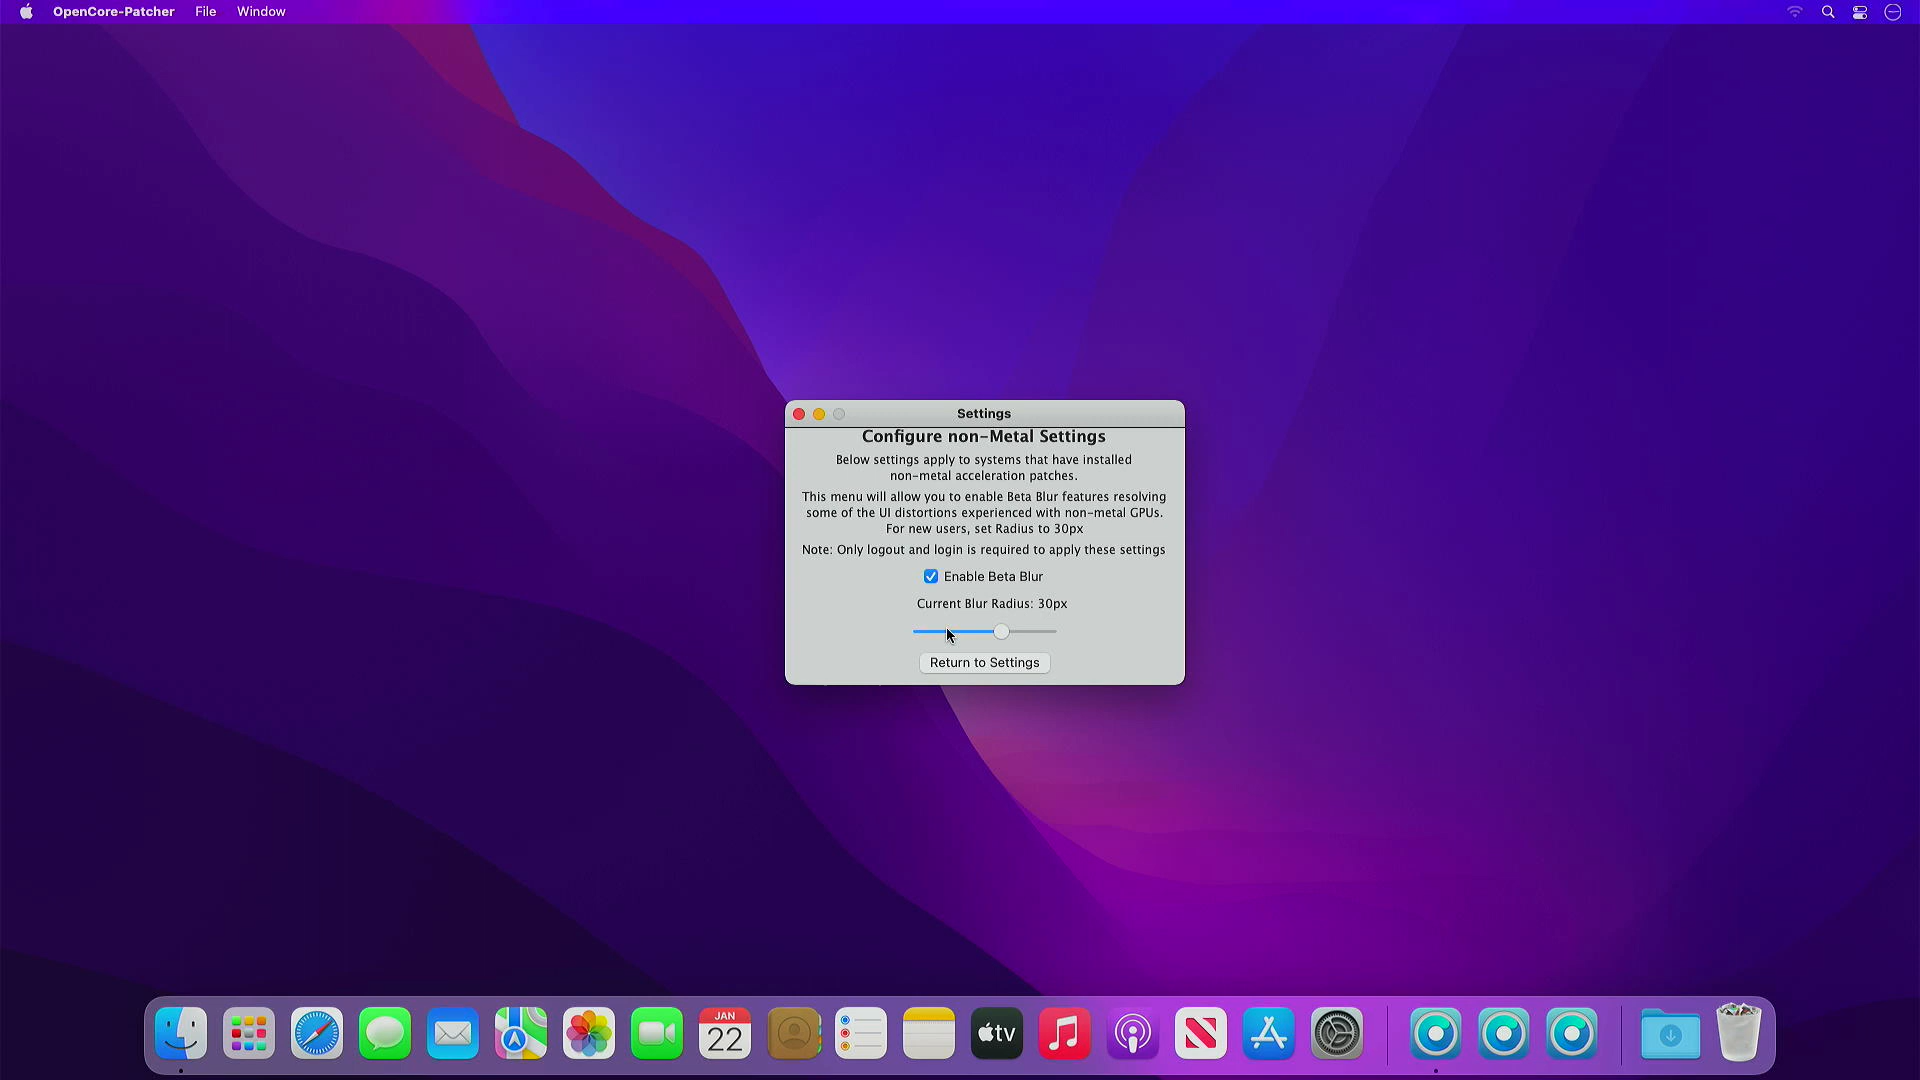 OpenCore-Patcher File Window
Settings
Configure non-Metal Settings
Below settings apply to systems that have installed
non-metal acceleration patches.
This menu will allow you to enable Beta Blur features resolving
some of the UI distortions experienced with non-metal GPUs.
For new users, set Radius to 30px
Note: Only logout and login is required to apply these settings
Enable Beta Blur
Current Blur Radius: 30px
Return to Settings
JAN
22
tv